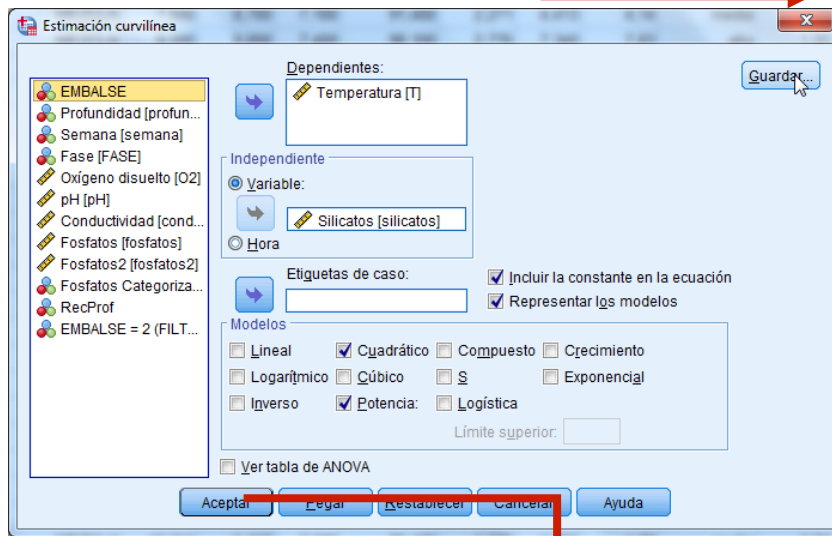 Estimación curvilínea
EMBALSE
Profundidad [profun...
Semana [semana]
Fase [FASE]
Oxígeno disuelto [O2]
pH [pH]
Conductividad [cond...
Fosfatos [fosfatos]
Fosfatos2 [fosfatos2]
Fosfatos Categoriza...
RecProf
EMBALSE = 2 (FILT...
Dependientes:
Temperatura [T]
Independiente
Variable:
Silicatos [silicatos]
Hora
Etiquetas de caso:
Incluir la constante en la ecuación
Representar los modelos
Modelos
Lineal Cuadrático Compuesto Crecimiento
Logarítmico Cúbico S Exponencial
Inverso Potencia: Logística
Límite superior:
Ver tabla de ANOVA
Guardar...
Aceptar Pegar Restablecer Cancelar Ayuda